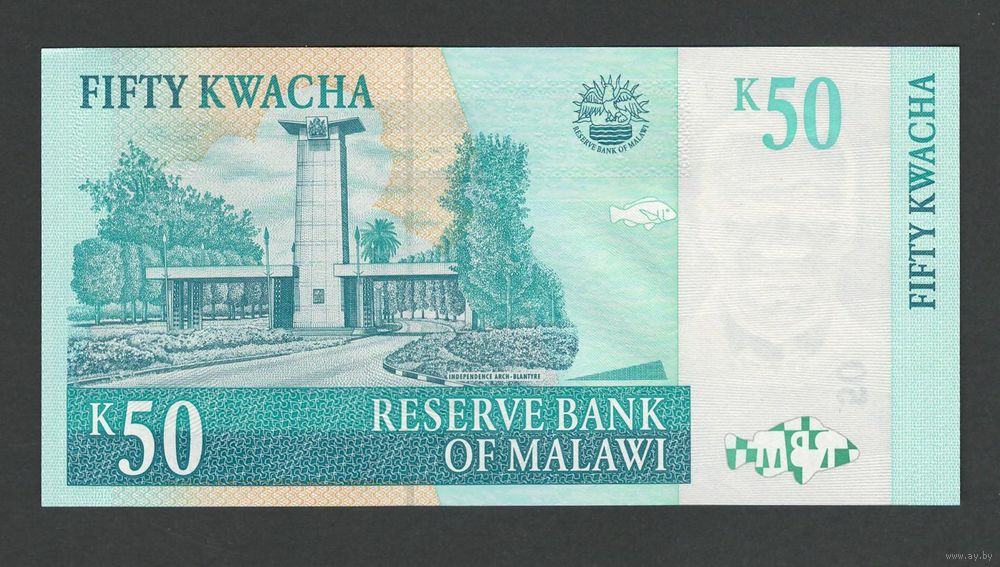 FIFTY KWACHA
RESERVE BANK OF MALAWI
K50
FIFTY KWACHA
INDEPENDENCE ARCH-BLANTYRE
K50
RESERVE BANK
OF MALAWI
www.ay.by